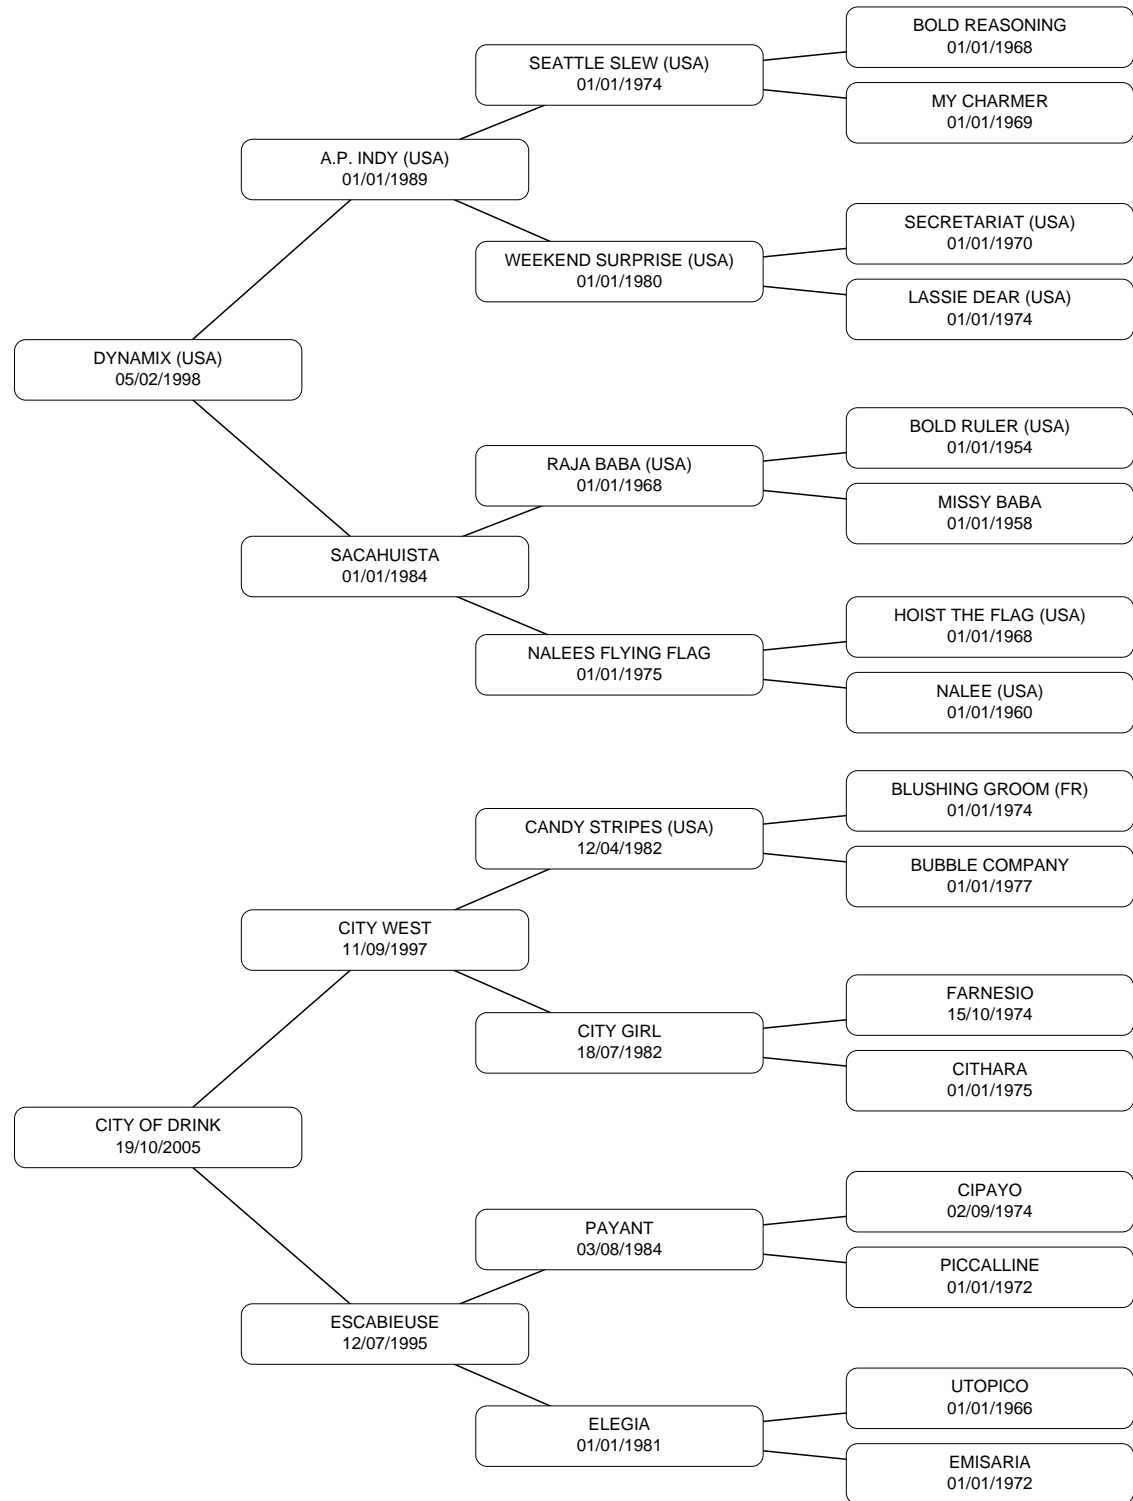 BOLD REASONING
01/01/1968
SEATTLE SLEW (USA)
01/01/1974
MY CHARMER
01/01/1969
A.P. INDY (USA)
01/01/1989
SECRETARIAT (USA)
01/01/1970
WEEKEND SURPRISE (USA)
01/01/1980
LASSIE DEAR (USA)
01/01/1974
DYNAMIX (USA)
05/02/1998
BOLD RULER (USA)
01/01/1954
RAJA BABA (USA)
01/01/1968
MISSY BABA
01/01/1958
SACAHUISTA
01/01/1984
HOIST THE FLAG (USA)
01/01/1968
NALEES FLYING FLAG
01/01/1975
NALEE (USA)
01/01/1960
BLUSHING GROOM (FR)
01/01/1974
CANDY STRIPES (USA)
12/04/1982
BUBBLE COMPANY
01/01/1977
CITY WEST
11/09/1997
FARNESIO
15/10/1974
CITY GIRL
18/07/1982
CITHARA
01/01/1975
CITY OF DRINK
19/10/2005
CIPAYO
02/09/1974
PAYANT
03/08/1984
PICCALLINE
01/01/1972
ESCABIEUSE
12/07/1995
UTOPICO
01/01/1966
ELEGIA
01/01/1981
EMISARIA
01/01/1972